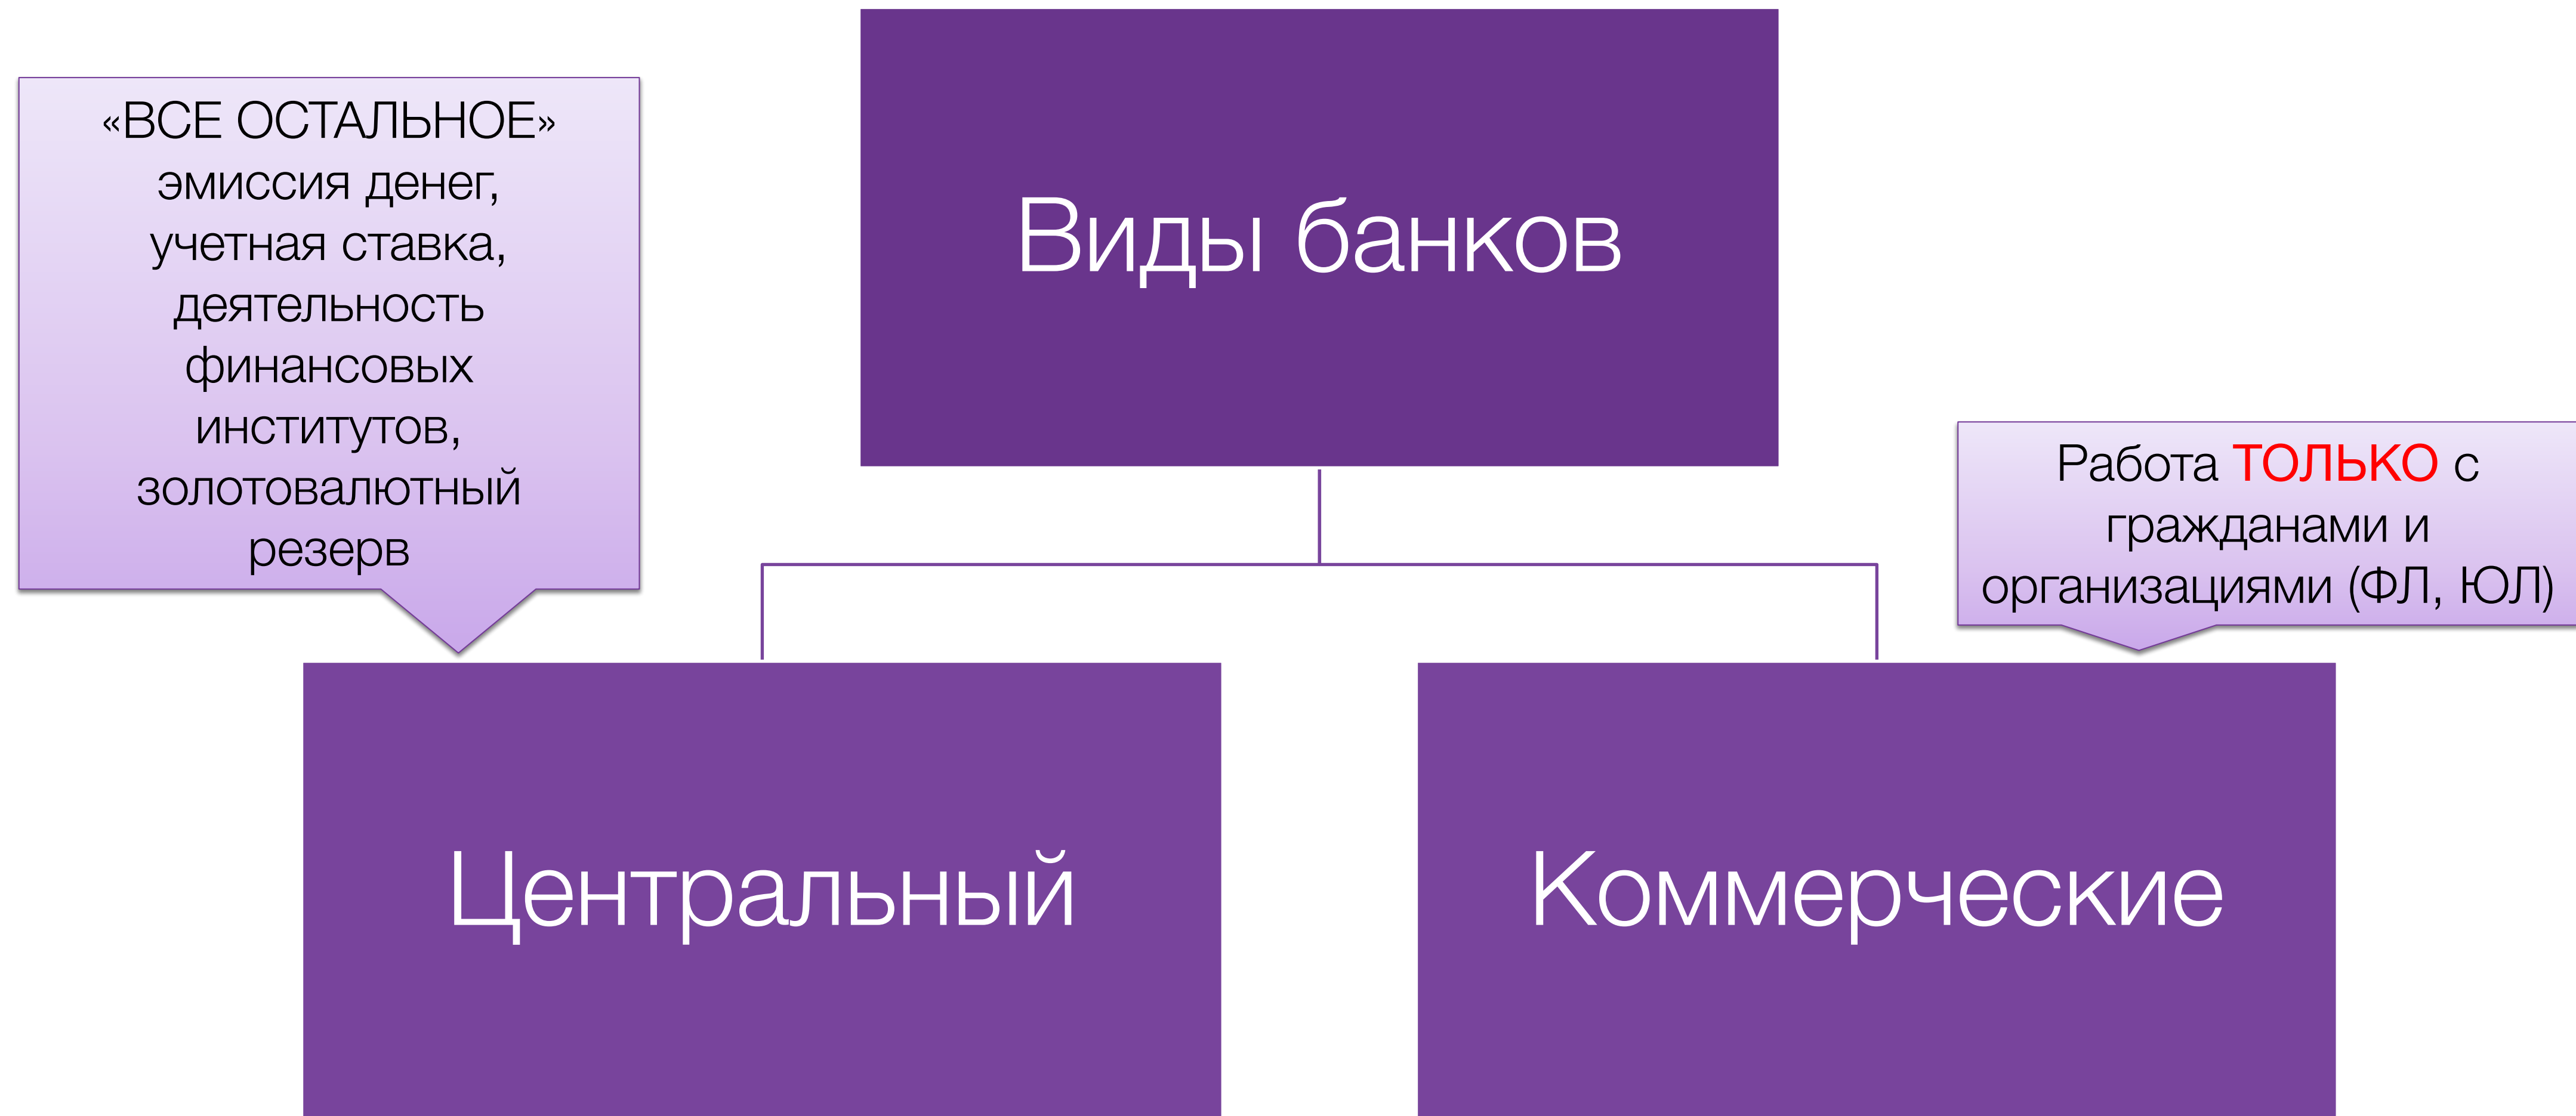 Виды банков
«ВСЕ ОСТАЛЬНОЕ»
эмиссия денег,
учетная ставка,
деятельность
финансовых
институтов,
золотовалютный
резерв
Работа ТОЛЬКО с
гражданами и
организациями (ФЛ, ЮЛ)
Центральный
Коммерческие